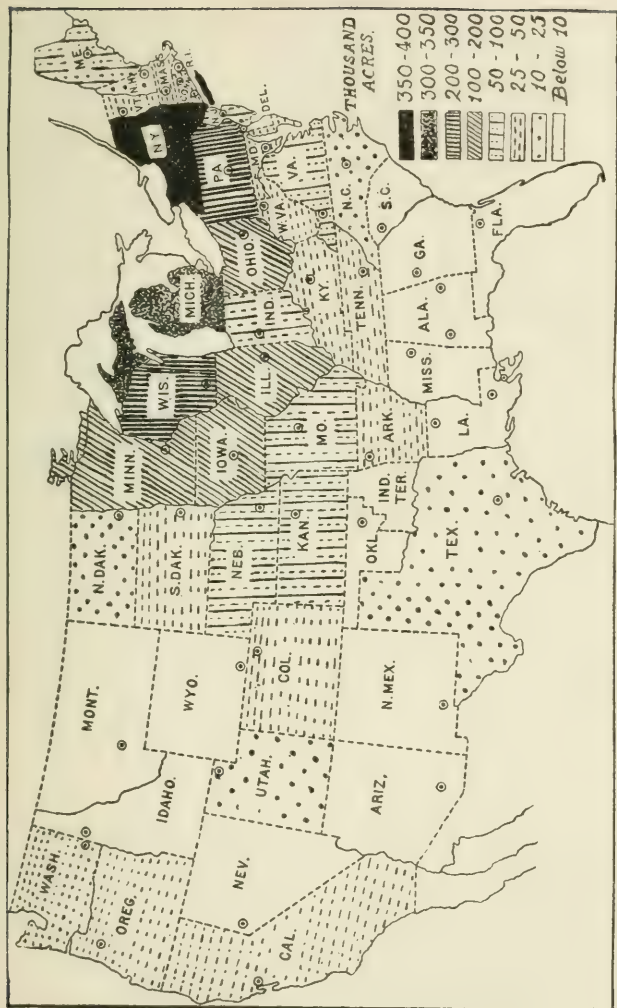 WASH.
OREG.
CAL.
NEV.
IDAHO.
MONT.
WYO.
UTAH.
ARIZ,
COL.
N.MEX.
N.DAK.
S.DAK.
NEB.
KAN.
OKL.
IND.
TER.
TEX.
MINN.
IOWA.
MO.
ARK.
LA.
WIS.
ILL.
MICH.
IND.
OHIO.
KY.
TENN.
MISS.
ALA.
GA.
FLA.
S.C.
N.C.
VA.
W.VA.
MD.
DEL.
PA.
N.Y.
ME.
VT.
N.H.
MASS.
R.I.
THOUSAND
ACRES.
350-400
300-350
200-300
100-200
50-100
25-50
10-25
Below 10